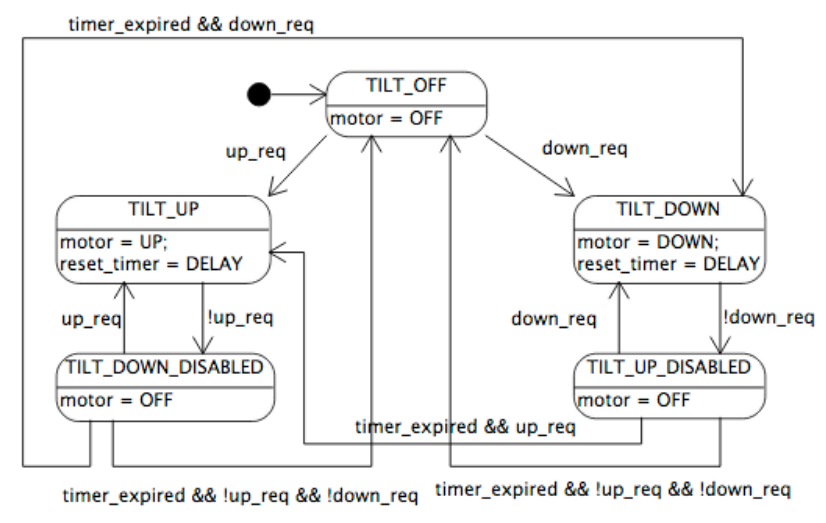 timer_expired && down_req
TILT_OFF
motor = OFF
up_req
down_req
TILT_UP
motor = UP;
reset_timer = DELAY
TILT_DOWN
motor = DOWN;
reset_timer = DELAY
up_req
!up_req
down_req
!down_req
TILT_DOWN_DISABLED
motor = OFF
TILT_UP_DISABLED
motor = OFF
timer_expired && up_req
timer_expired && !up_req && !down_req
timer_expired && !up_req && !down_req